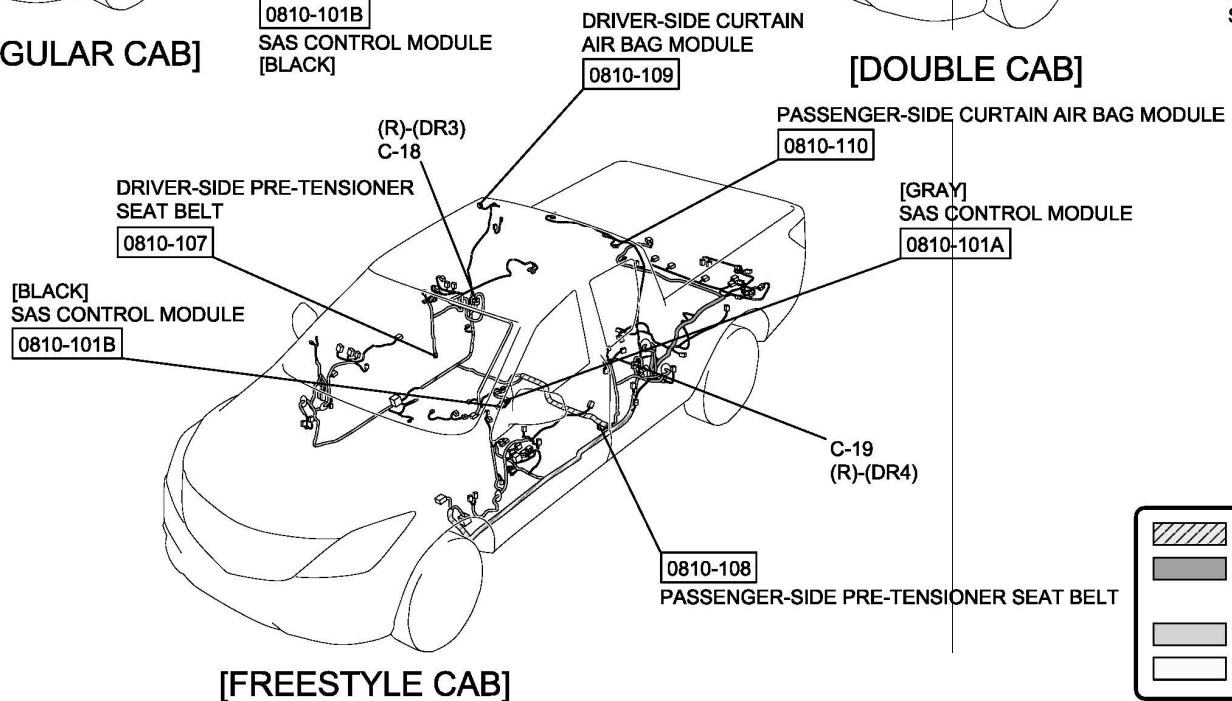 0810-101B
SAS CONTROL MODULE
[BLACK]
GULAR CAB]
DRIVER-SIDE CURTAIN
AIR BAG MODULE
0810-109
[DOUBLE CAB]
PASSENGER-SIDE CURTAIN AIR BAG MODULE
0810-110
(R)-(DR3)
C-18
DRIVER-SIDE PRE-TENSIONER
SEAT BELT
0810-107
[GRAY]
SAS CONTROL MODULE
0810-101A
[BLACK]
SAS CONTROL MODULE
0810-101B
C-19
(R)-(DR4)
0810-108
PASSENGER-SIDE PRE-TENSIONER SEAT BELT
[FREESTYLE CAB]